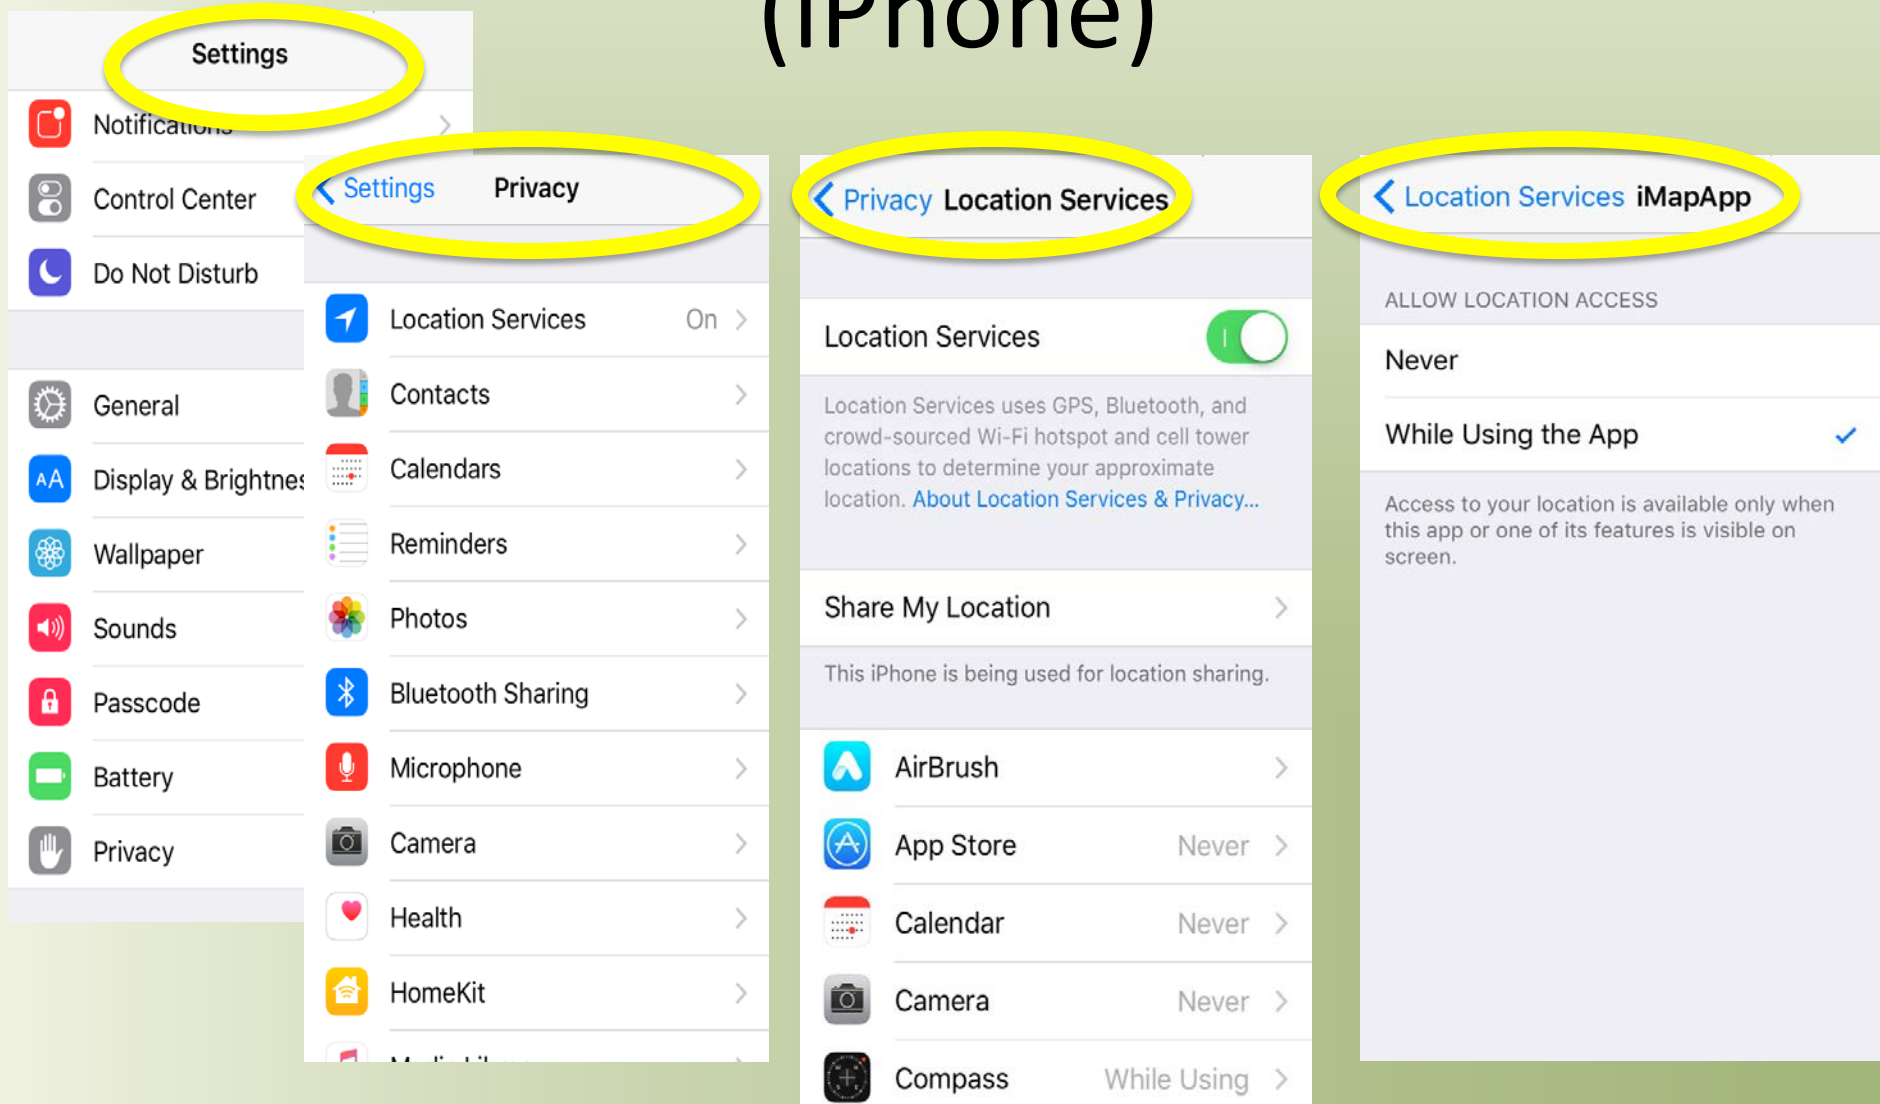 (iPhone)
Settings
Notifications
Control Center
Do Not Disturb
General
Display & Brightnes
Wallpaper
Sounds
Passcode
Battery
Privacy
Settings Privacy
Location Services On
Contacts
Calendars
Reminders
Photos
Bluetooth Sharing
Microphone
Camera
Health
HomeKit
Privacy Location Services
Location Services
Location Services uses GPS, Bluetooth, and
crowd-sourced Wi-Fi hotspot and cell tower
locations to determine your approximate
location. About Location Services & Privacy...
Share My Location
This iPhone is being used for location sharing.
AirBrush
App Store Never
Calendar Never
Camera Never
Compass While Using
Location Services iMapApp
ALLOW LOCATION ACCESS
Never
While Using the App
Access to your location is available only when
this app or one of its features is visible on
screen.